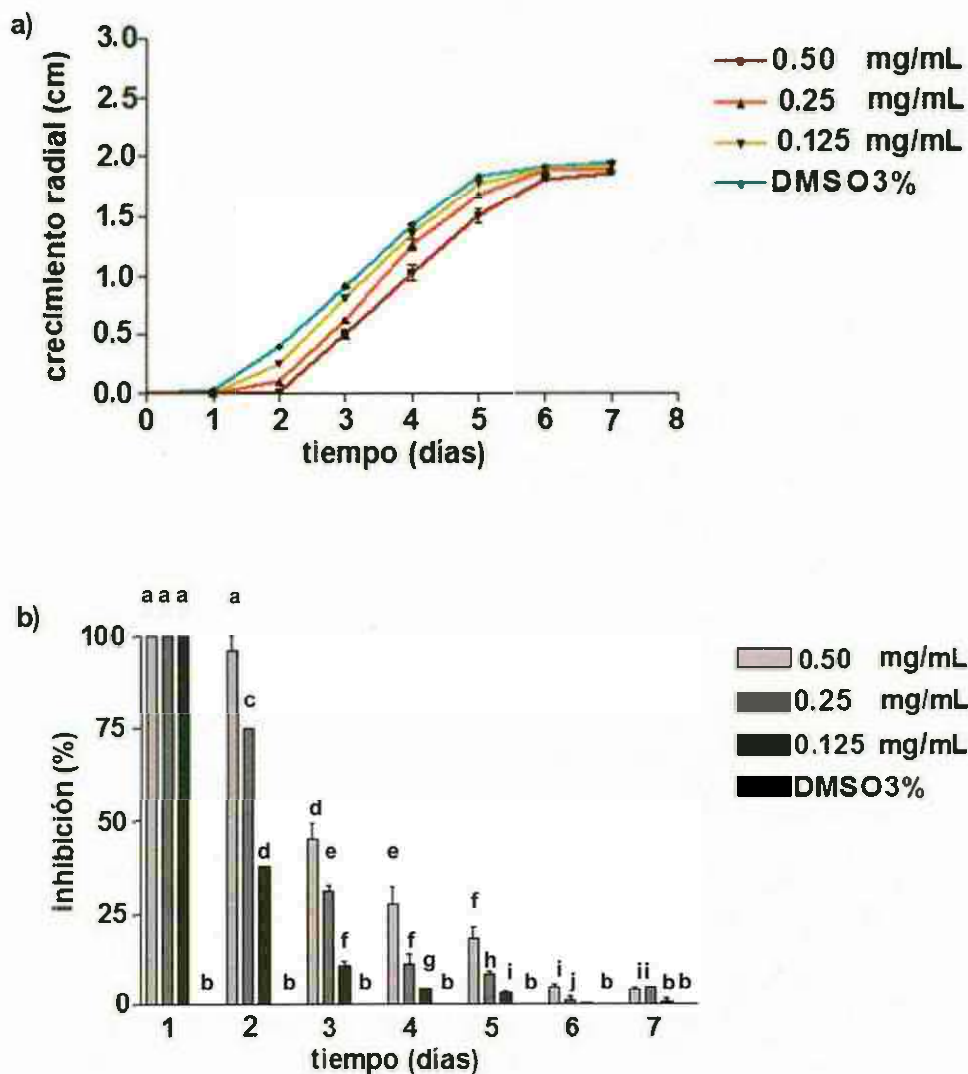 a)
3.0
2.5
2.0
1.5
1.0
0.5
0.0
crecimiento radial (cm)
0 1 2 3 4 5 6 7 8
tiempo (días)
0.50 mg/mL
0.25 mg/mL
0.125 mg/mL
DMSO3%
b)
100
75
50
25
0
inhibición (%)
a a a b
a c d b
d e f b
e f g b
f h i b
i j b
ii b b
1 2 3 4 5 6 7
tiempo (días)
0.50 mg/mL
0.25 mg/mL
0.125 mg/mL
DMSO3%